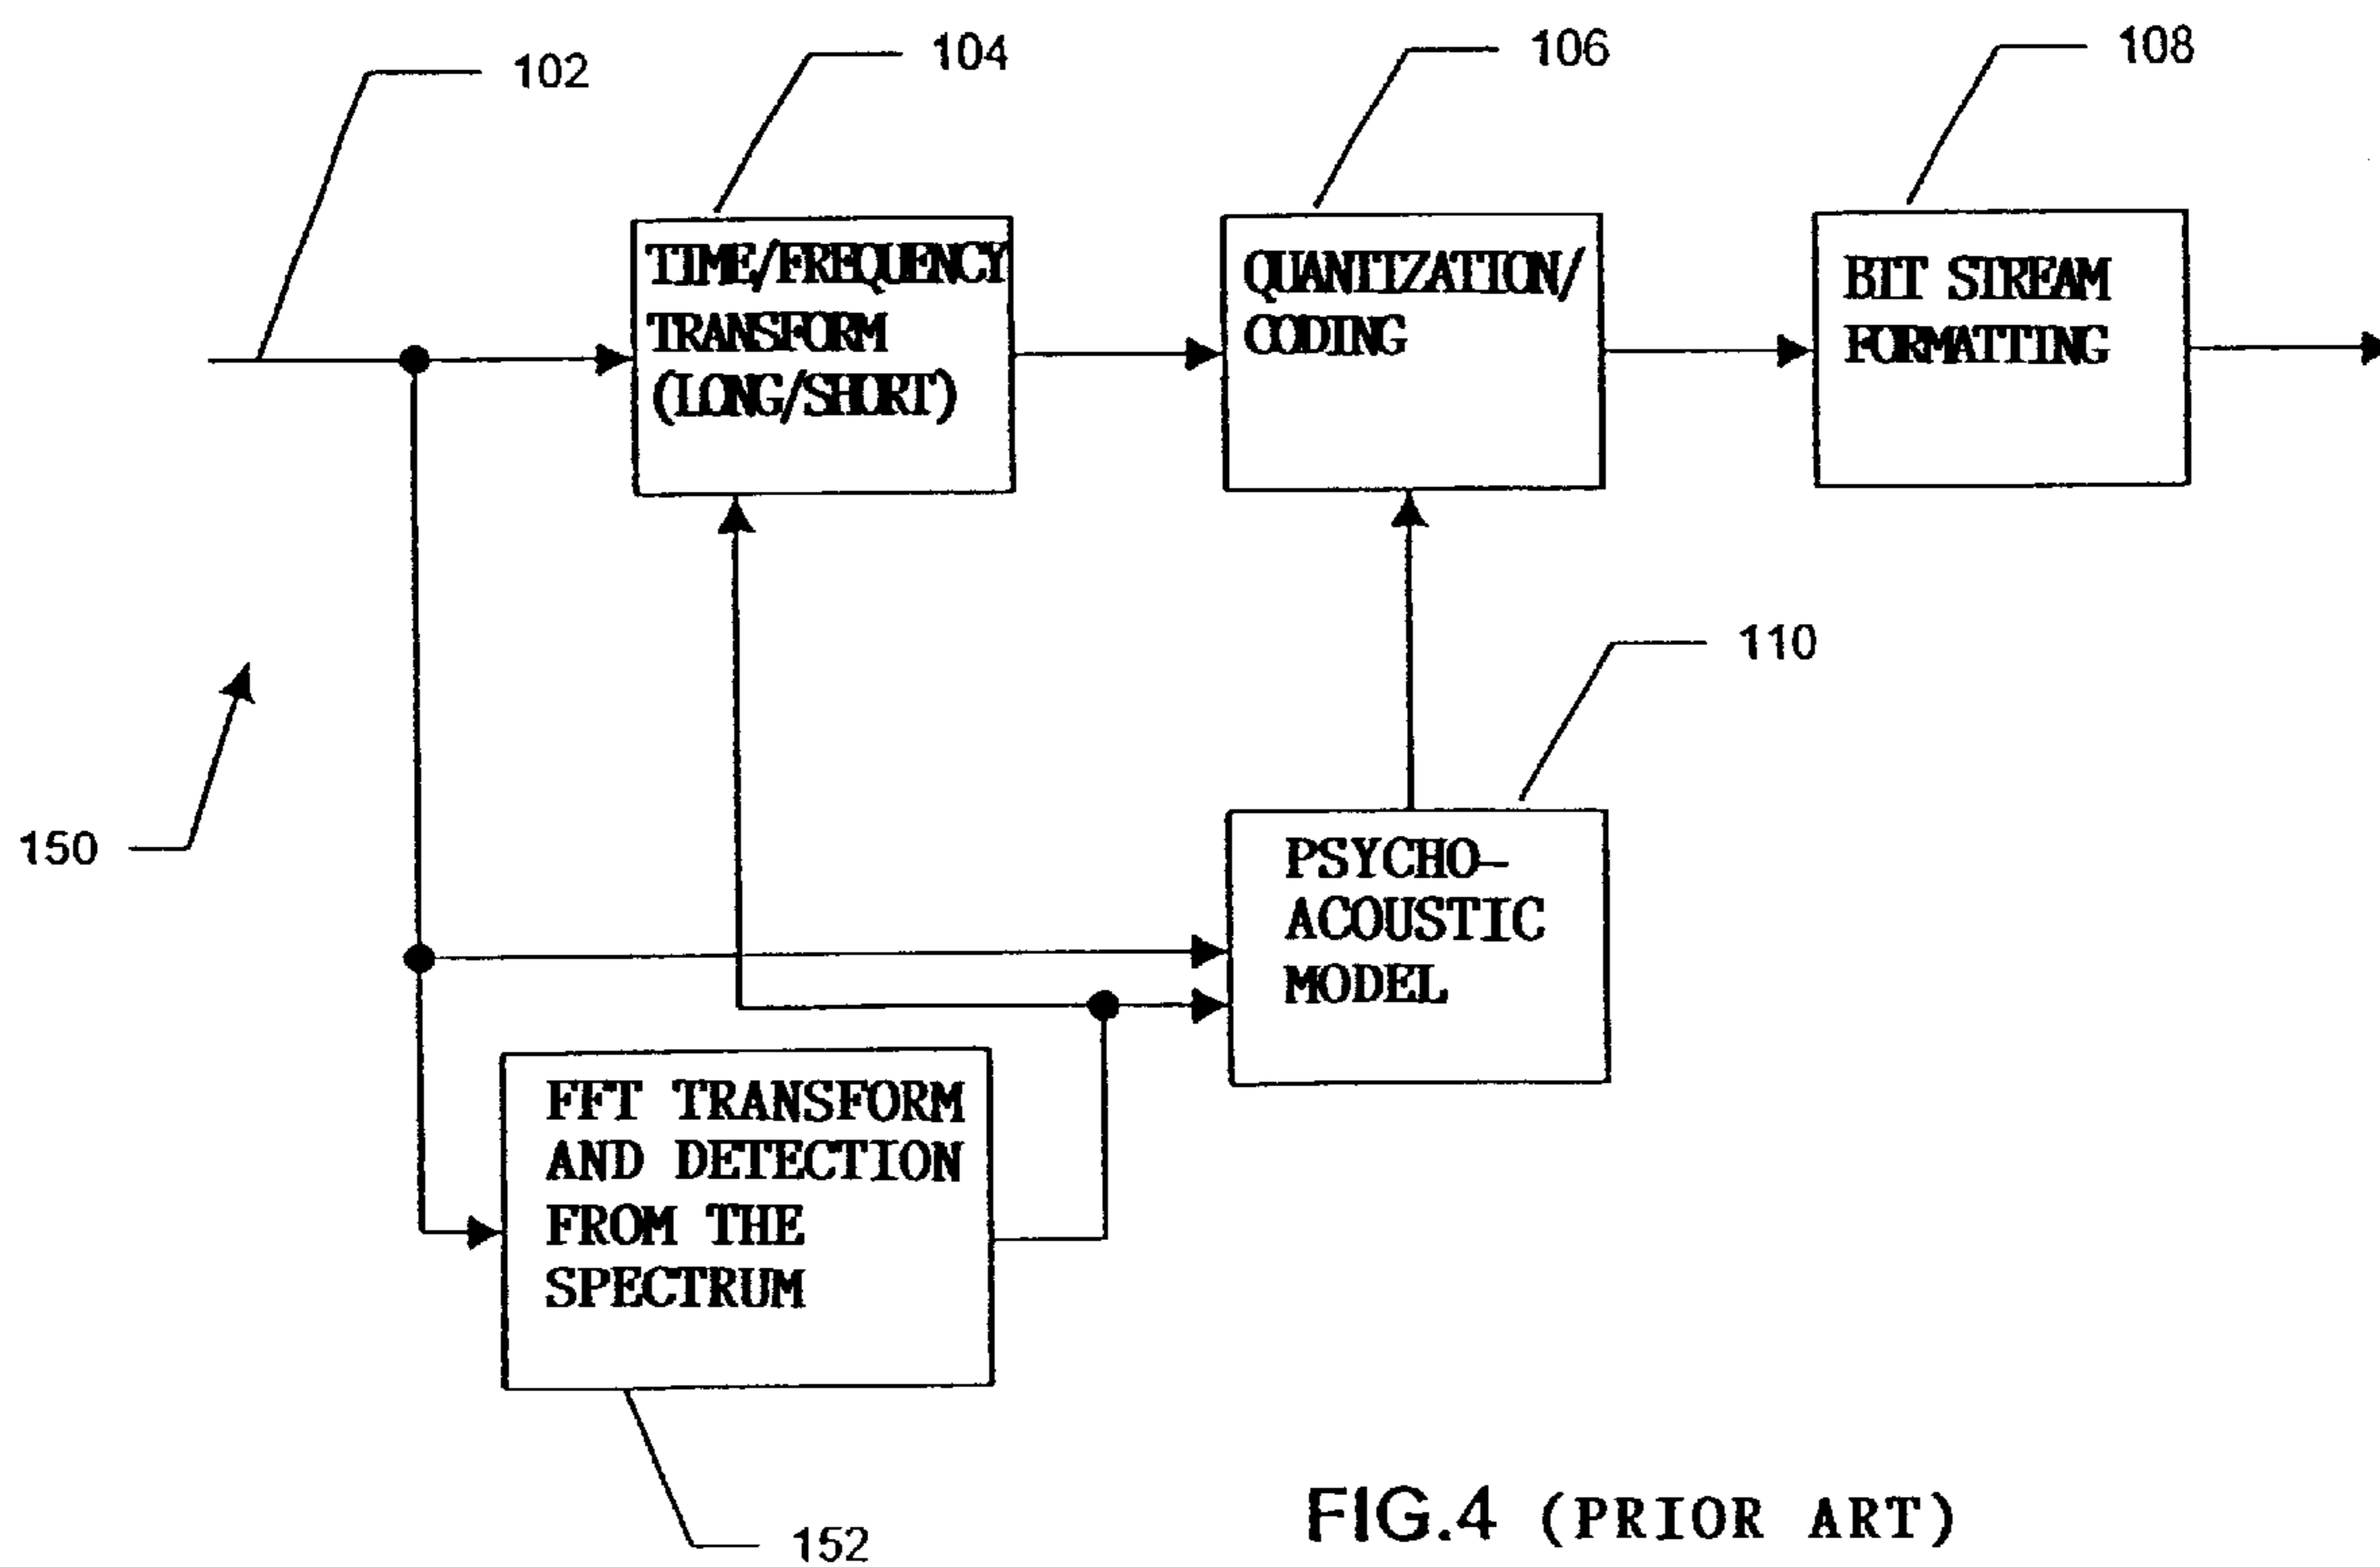 102
104
106
108
TIME/FREQUENCY
TRANSFORM
(LONG/SHORT)
QUANTIZATION/
CODING
BIT STREAM
FORMATTING
110
150
PSYCHO-
ACOUSTIC
MODEL
FFT TRANSFORM
AND DETECTION
FROM THE
SPECTRUM
152
FIG.4 (PRIOR ART)